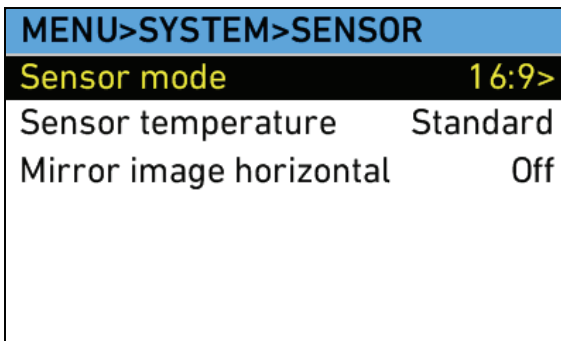 MENU>SYSTEM>SENSOR
Sensor mode 16:9>
Sensor temperature Standard
Mirror image horizontal Off